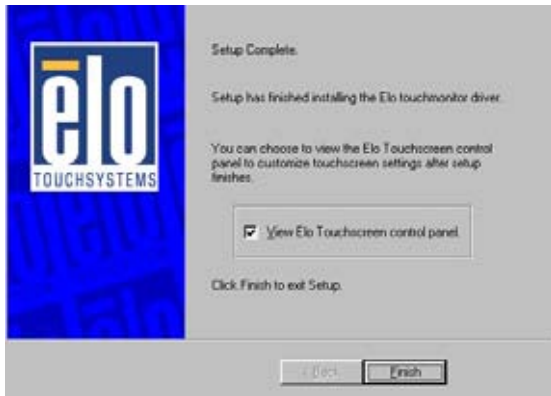 ēlo
TOUCHSYSTEMS
Setup Complete.
Setup has finished installing the Elo touchmonitor driver.
You can choose to view the Elo Touchscreen control
panel to customize touchscreen settings after setup
finishes.
View Elo Touchscreen control panel.
Click Finish to exit Setup.
< Back
Finish